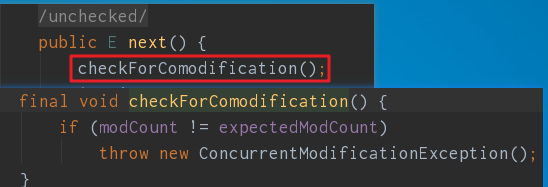 /unchecked/
public E next() {
checkForComodification();
final void checkForComodification() {
if (modCount != expectedModCount)
throw new ConcurrentModificationException();
}